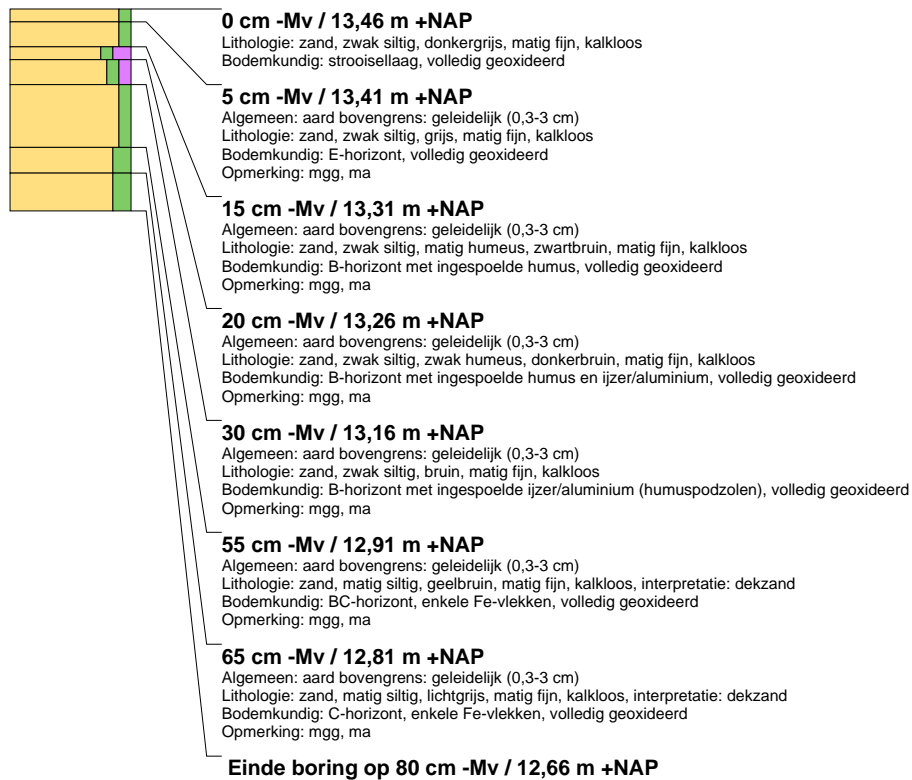 0 cm -Mv / 13,46 m +NAP
Lithologie: zand, zwak siltig, donkergrijs, matig fijn, kalkloos
Bodemkundig: strooisellaag, volledig geoxideerd
5 cm -Mv / 13,41 m +NAP
Algemeen: aard bovengrens: geleidelijk (0,3-3 cm)
Lithologie: zand, zwak siltig, grijs, matig fijn, kalkloos
Bodemkundig: E-horizont, volledig geoxideerd
Opmerking: mgg, ma
15 cm -Mv / 13,31 m +NAP
Algemeen: aard bovengrens: geleidelijk (0,3-3 cm)
Lithologie: zand, zwak siltig, matig humeus, zwartbruin, matig fijn, kalkloos
Bodemkundig: B-horizont met ingespoelde humus, volledig geoxideerd
Opmerking: mgg, ma
20 cm -Mv / 13,26 m +NAP
Algemeen: aard bovengrens: geleidelijk (0,3-3 cm)
Lithologie: zand, zwak siltig, zwak humeus, donkerbruin, matig fijn, kalkloos
Bodemkundig: B-horizont met ingespoelde humus en ijzer/aluminium, volledig geoxideerd
Opmerking: mgg, ma
30 cm -Mv / 13,16 m +NAP
Algemeen: aard bovengrens: geleidelijk (0,3-3 cm)
Lithologie: zand, zwak siltig, bruin, matig fijn, kalkloos
Bodemkundig: B-horizont met ingespoelde ijzer/aluminium (humuspodzolen), volledig geoxideerd
Opmerking: mgg, ma
55 cm -Mv / 12,91 m +NAP
Algemeen: aard bovengrens: geleidelijk (0,3-3 cm)
Lithologie: zand, matig siltig, geelbruin, matig fijn, kalkloos, interpretatie: dekzand
Bodemkundig: BC-horizont, enkele Fe-vlekken, volledig geoxideerd
Opmerking: mgg, ma
65 cm -Mv / 12,81 m +NAP
Algemeen: aard bovengrens: geleidelijk (0,3-3 cm)
Lithologie: zand, matig siltig, lichtgrijs, matig fijn, kalkloos, interpretatie: dekzand
Bodemkundig: C-horizont, enkele Fe-vlekken, volledig geoxideerd
Opmerking: mgg, ma
Einde boring op 80 cm -Mv / 12,66 m +NAP